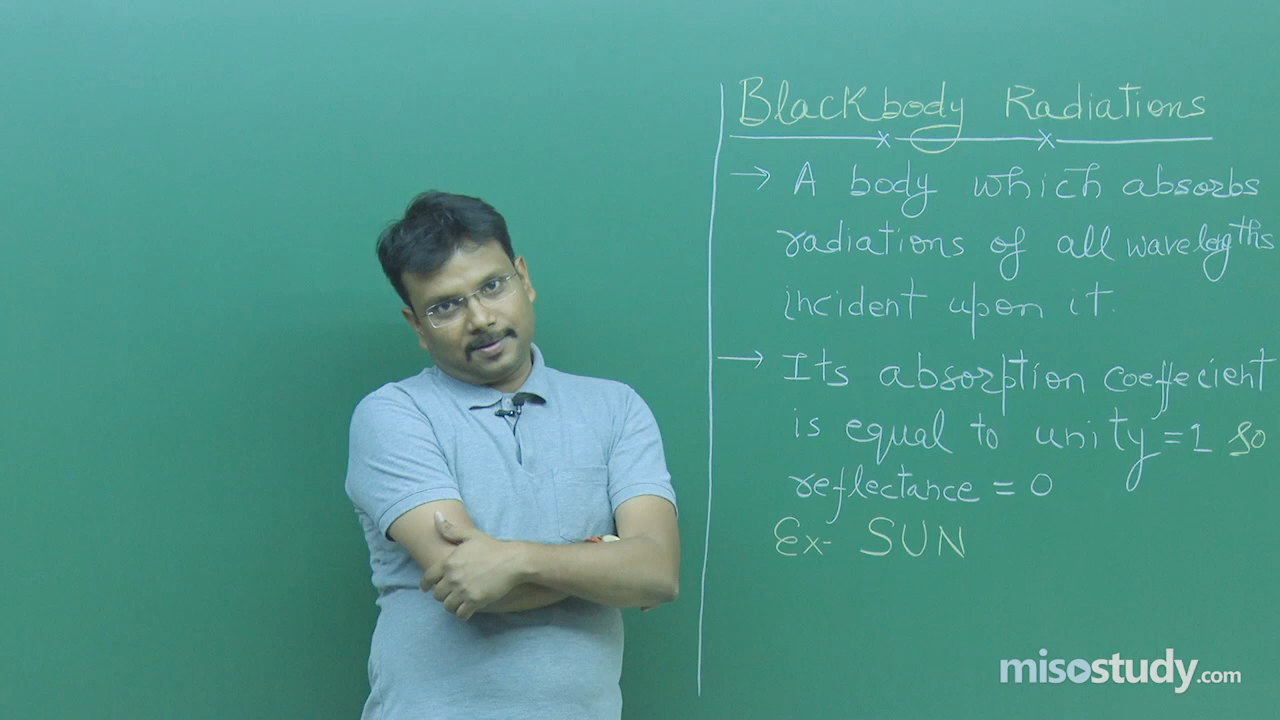 Blackbody Radiations
→ A body which absorbs
radiations of all wavelegths
incident upon it.
→ Its absorption coeffecient
is equal to unity = 1 so
reflectance = 0
Ex- SUN
misostudy.com